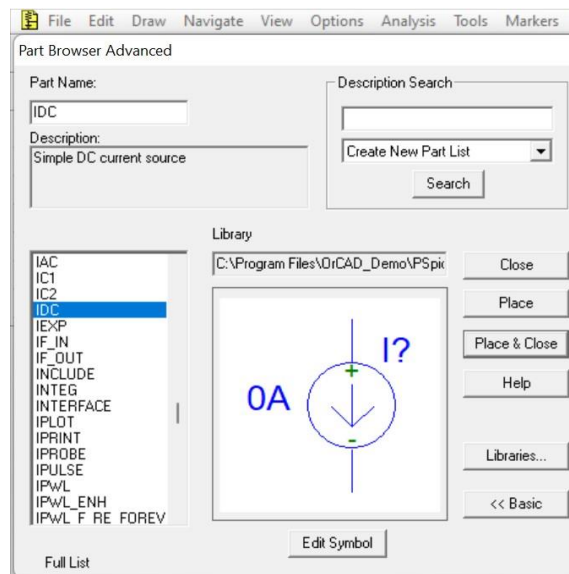 File Edit Draw Navigate View Options Analysis Tools Markers
Part Browser Advanced
Part Name:
IDC
Description:
Simple DC current source
Description Search
Create New Part List
Search
Library
C:\Program Files\OrCAD_Demo\PSpic
IAC
IC1
IC2
IDC
IEXP
IF_IN
IF_OUT
INCLUDE
INTEG
INTERFACE
IPLOT
IPRINT
IPROBE
IPULSE
IPWL
IPWL_ENH
IPWL_F_RE_FOREV
Full List
I?
+
0A
-
Edit Symbol
Close
Place
Place & Close
Help
Libraries...
<< Basic